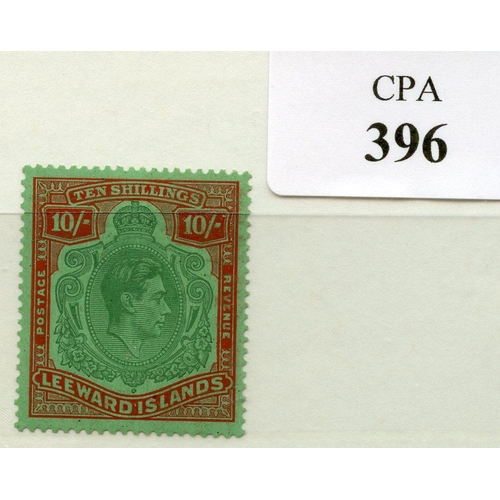 CPA
396
TEN SHILLINGS
10/- 10/-
POSTAGE
REVENUE
LEEWARD ISLANDS